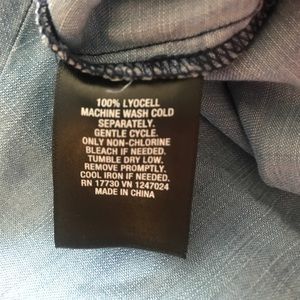 100% LYOCELL
MACHINE WASH COLD
SEPARATELY.
GENTLE CYCLE.
ONLY NON-CHLORINE
BLEACH IF NEEDED.
TUMBLE DRY LOW.
REMOVE PROMPTLY.
COOL IRON IF NEEDED.
RN 17730 VN 1247024
MADE IN CHINA